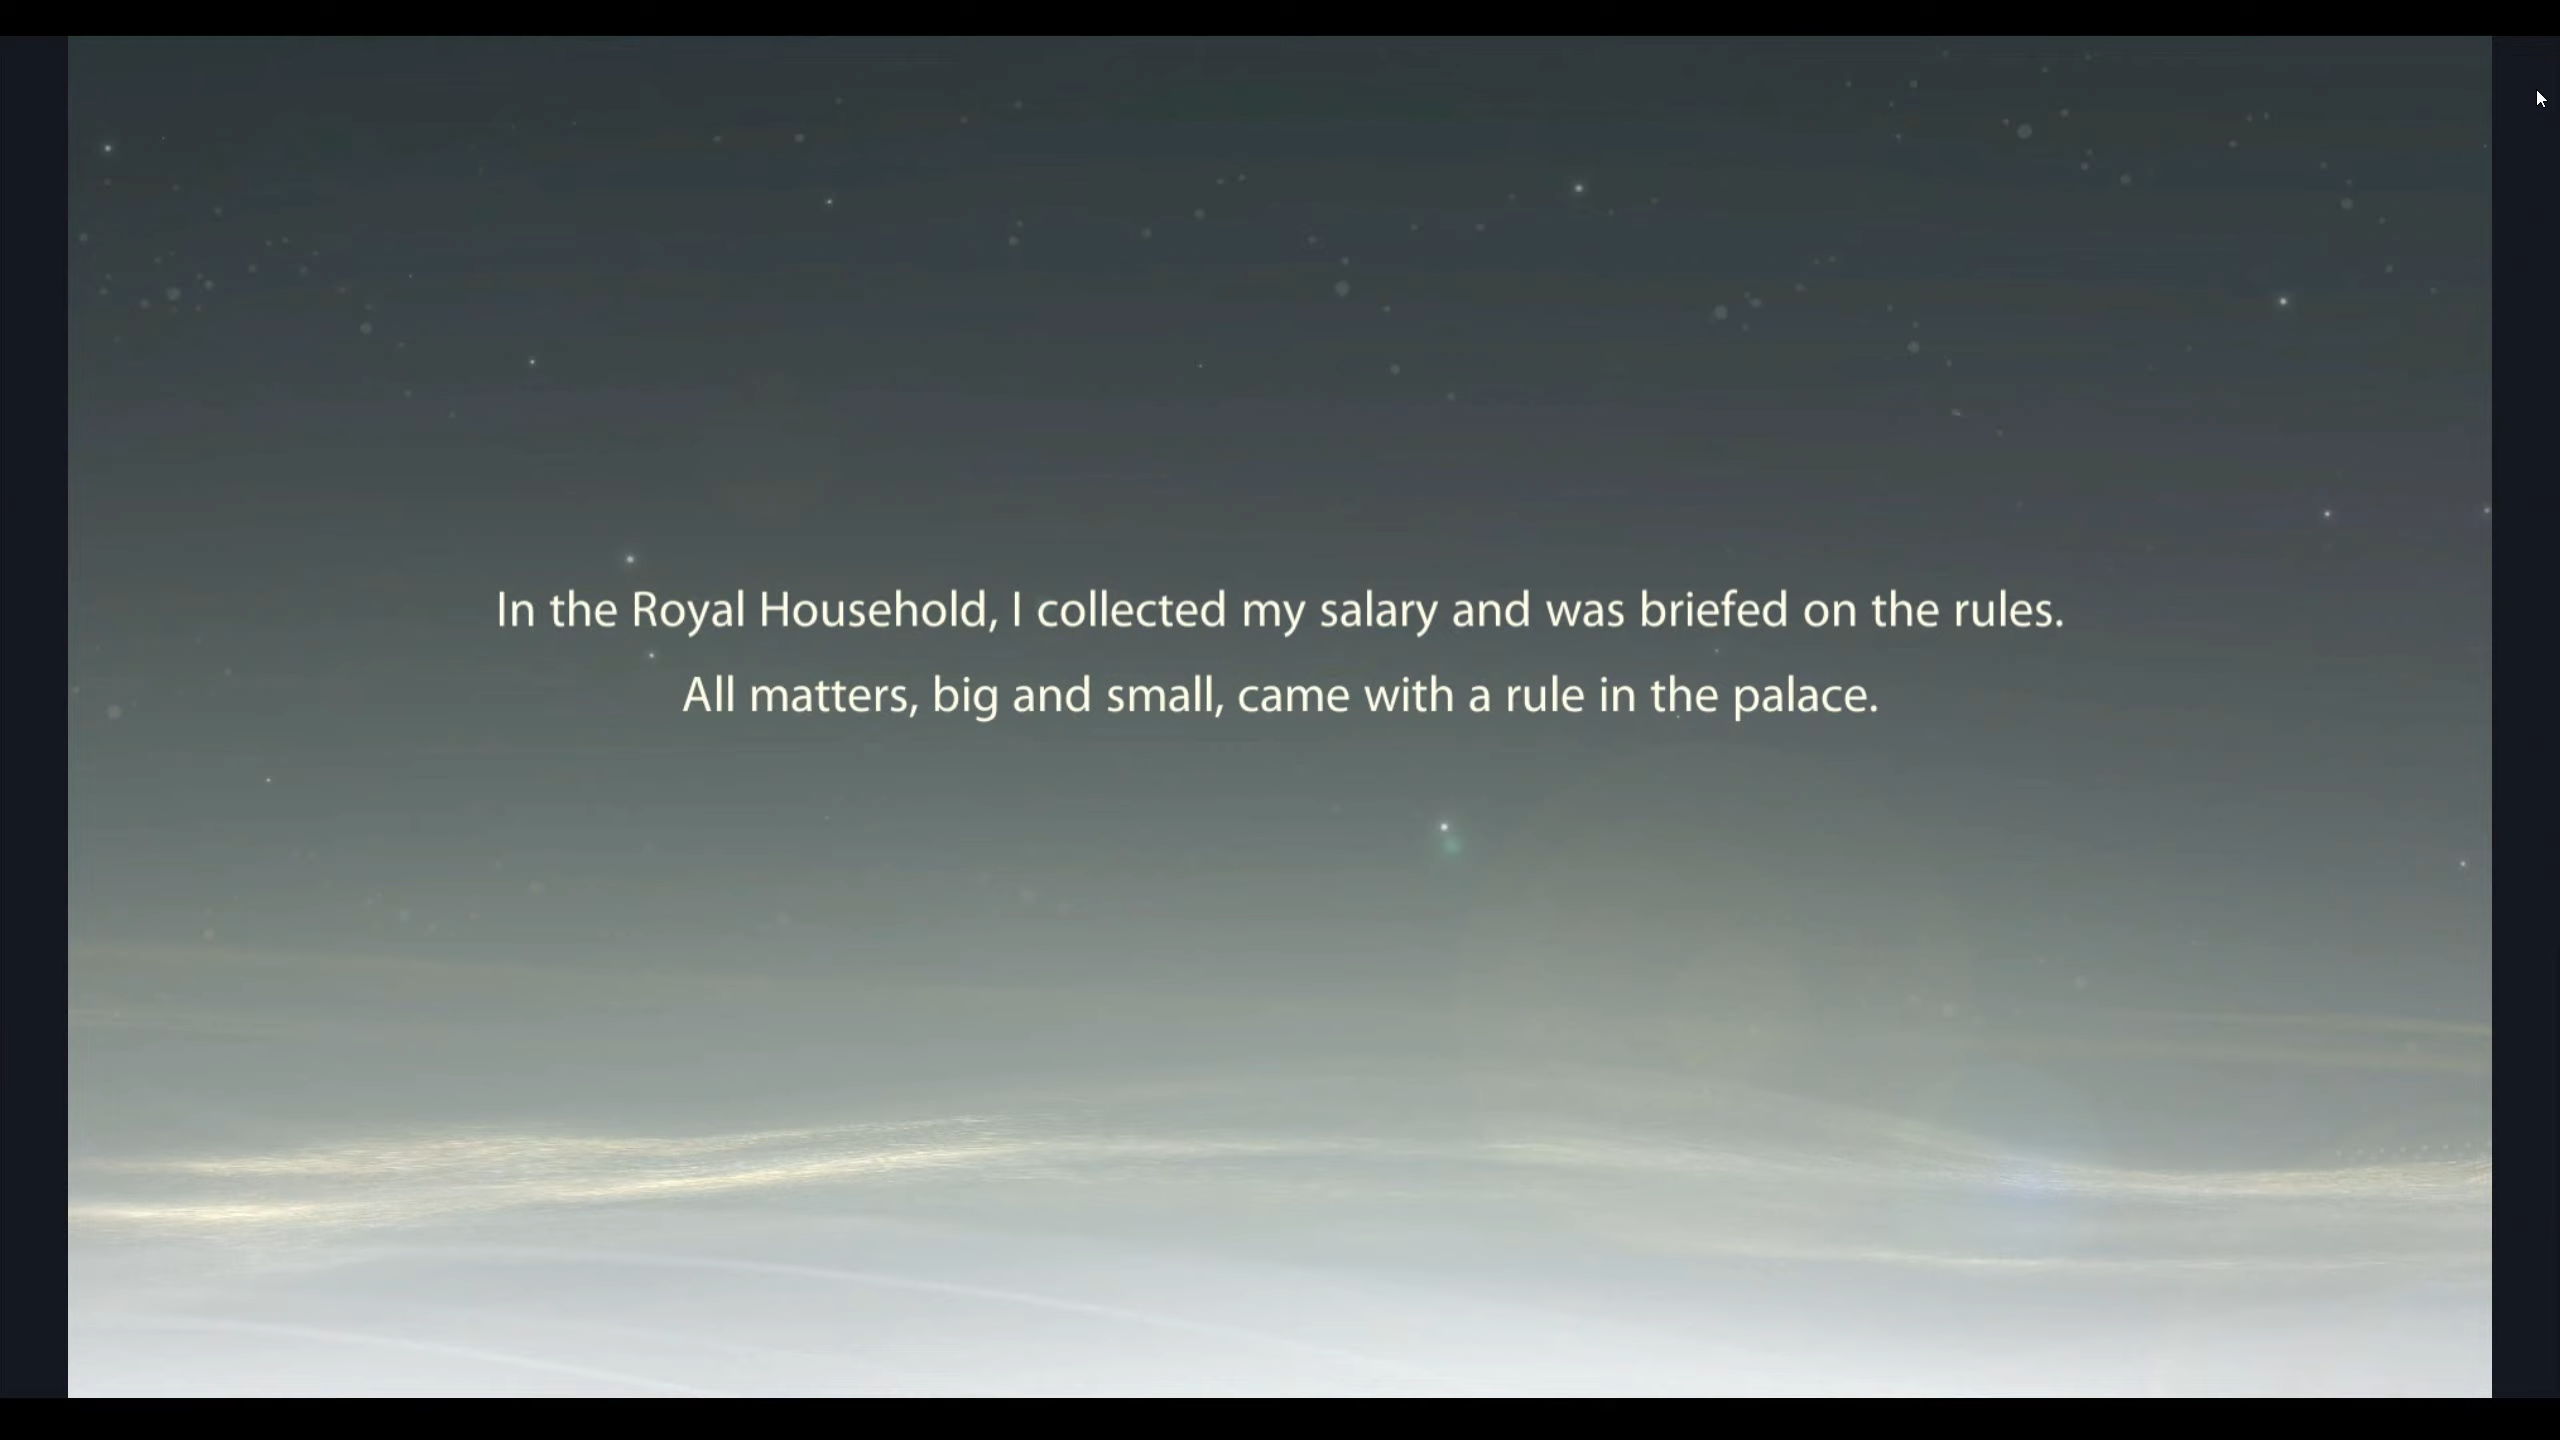 In the Royal Household, I collected my salary and was briefed on the rules.
All matters, big and small, came with a rule in the palace.